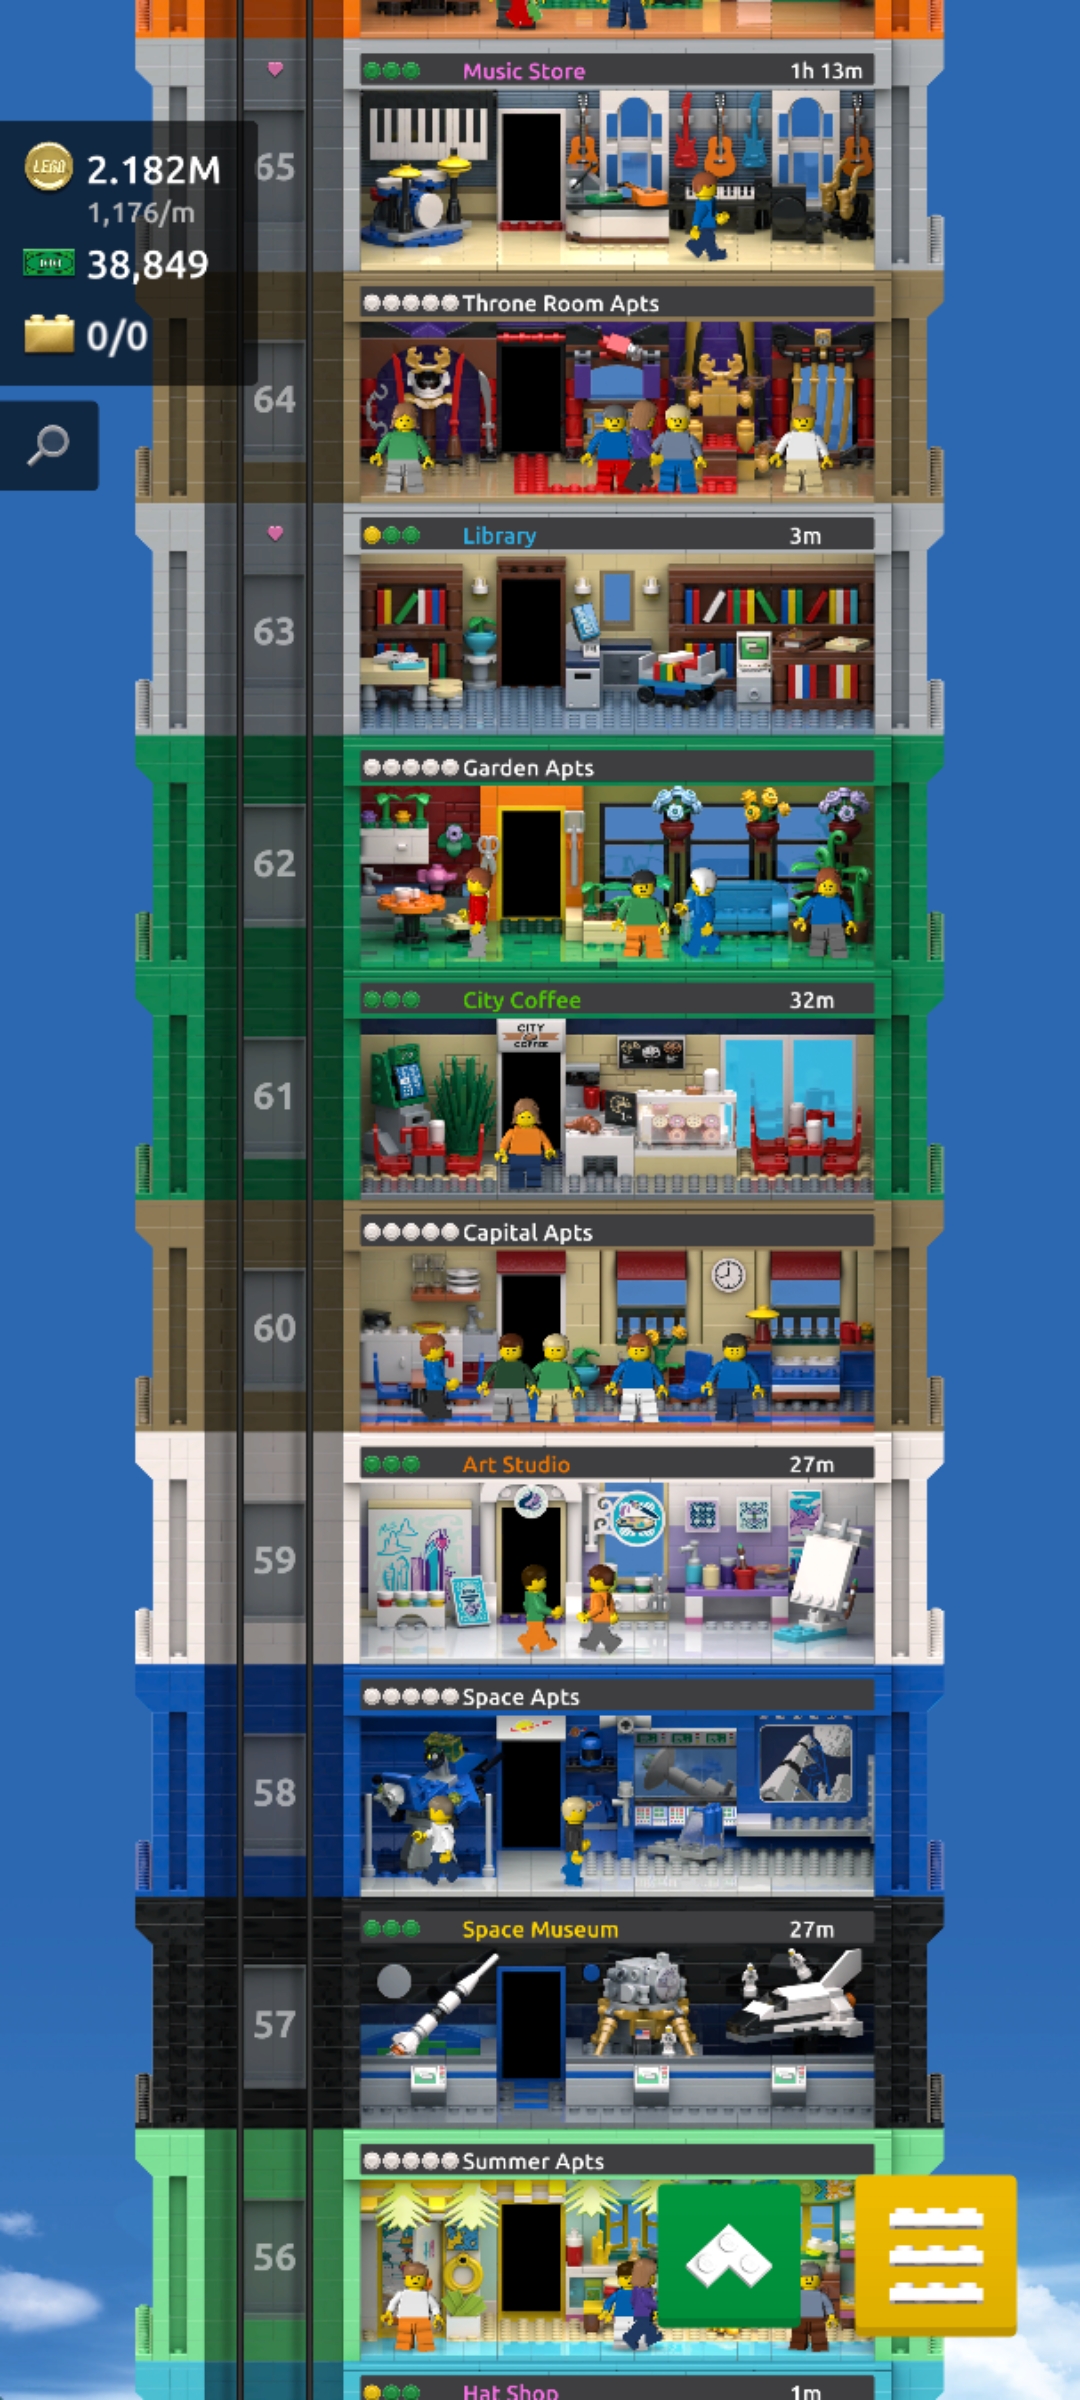 Music Store 1h 13m
65
LEGO 2.182M
1,176/m
38,849
0/0
Throne Room Apts
64
Library 3m
63
Garden Apts
62
City Coffee 32m
CITY
COFFEE
61
Capital Apts
60
Art Studio 27m
59
Space Apts
58
Space Museum 27m
57
Summer Apts
56
Hat Shop 1m